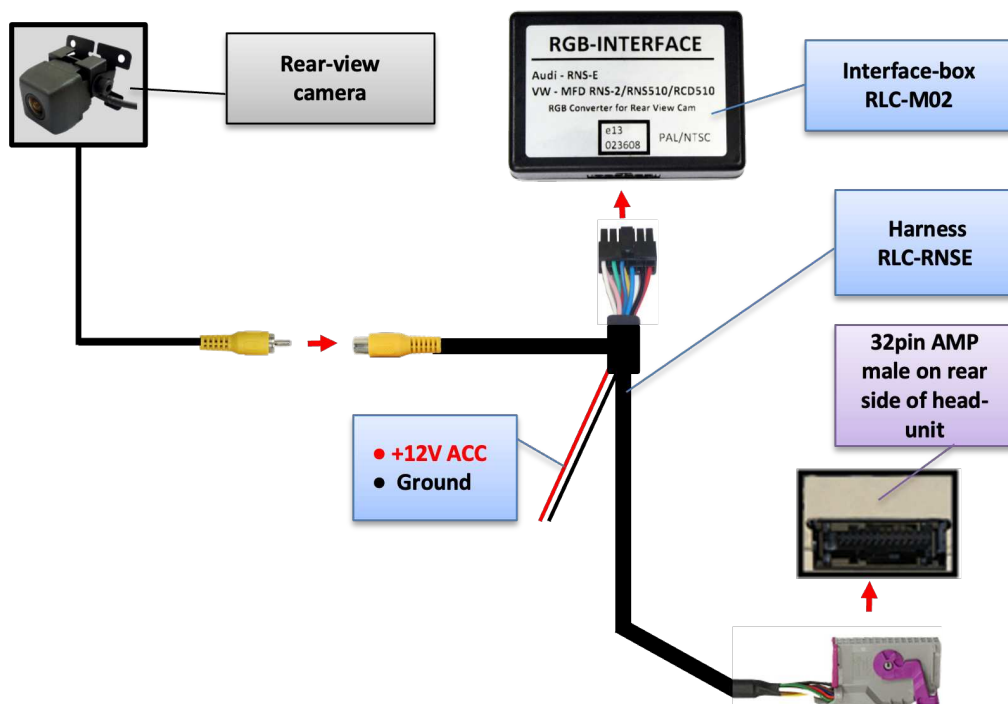 Rear-view
camera
RGB-INTERFACE
Audi - RNS-E
VW - MFD RNS-2/RNS510/RCD510
RGB Converter for Rear View Cam
e13
023608
PAL/NTSC
Interface-box
RLC-M02
Harness
RLC-RNSE
32pin AMP
male on rear
side of head-
unit
● +12V ACC
● Ground